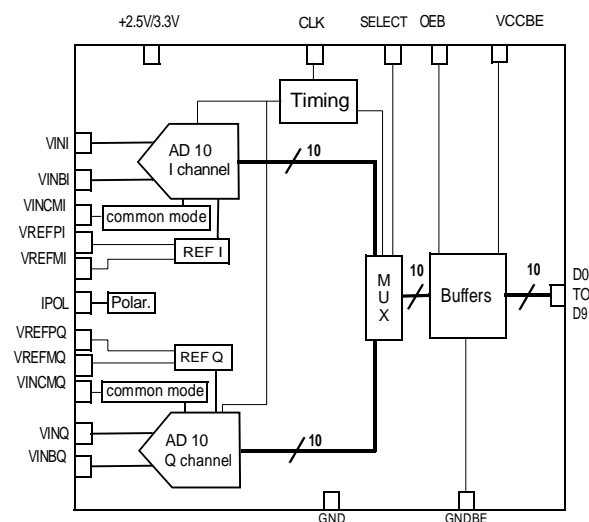 +2.5V/3.3V CLK SELECT OEB VCCBE
Timing
VINI
AD 10
I channel
10
VINBI
VINCMI
common mode
VREFPI
REF I
VREFMI
M
U
X
10
Buffers
10
D0
TO
D9
IPOL
Polar.
VREFPQ
VREFMQ
REF Q
VINCMQ
common mode
VINQ
AD 10
Q channel
10
VINBQ
GND
GNDBE